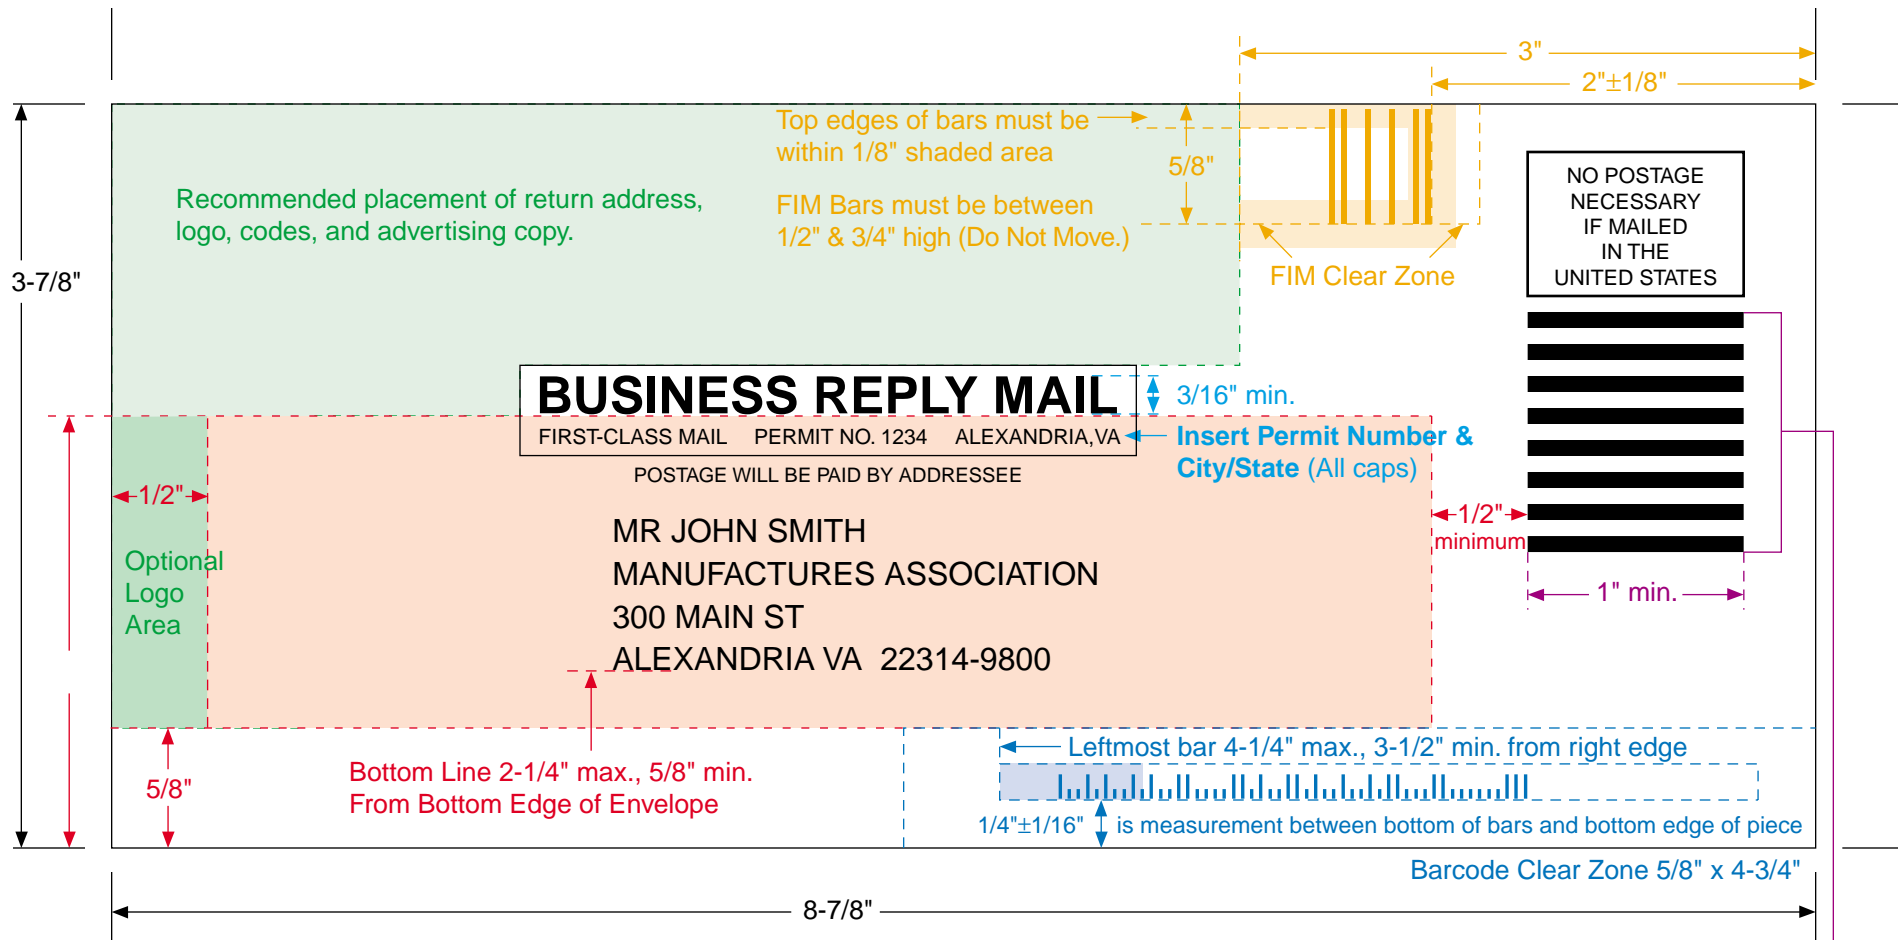 3"
2"±1/8"
Top edges of bars must be
within 1/8" shaded area
5/8"
FIM Bars must be between
1/2" & 3/4" high (Do Not Move.)
FIM Clear Zone
NO POSTAGE
NECESSARY
IF MAILED
IN THE
UNITED STATES
Recommended placement of return address,
logo, codes, and advertising copy.
3-7/8"
BUSINESS REPLY MAIL
3/16" min.
FIRST-CLASS MAIL PERMIT NO. 1234 ALEXANDRIA,VA
Insert Permit Number &
City/State (All caps)
POSTAGE WILL BE PAID BY ADDRESSEE
1/2"
1/2"
minimum
MR JOHN SMITH
MANUFACTURES ASSOCIATION
300 MAIN ST
ALEXANDRIA VA 22314-9800
Optional
Logo
Area
1" min.
5/8"
Bottom Line 2-1/4" max., 5/8" min.
From Bottom Edge of Envelope
Leftmost bar 4-1/4" max., 3-1/2" min. from right edge
1/4"±1/16" is measurement between bottom of bars and bottom edge of piece
Barcode Clear Zone 5/8" x 4-3/4"
8-7/8"